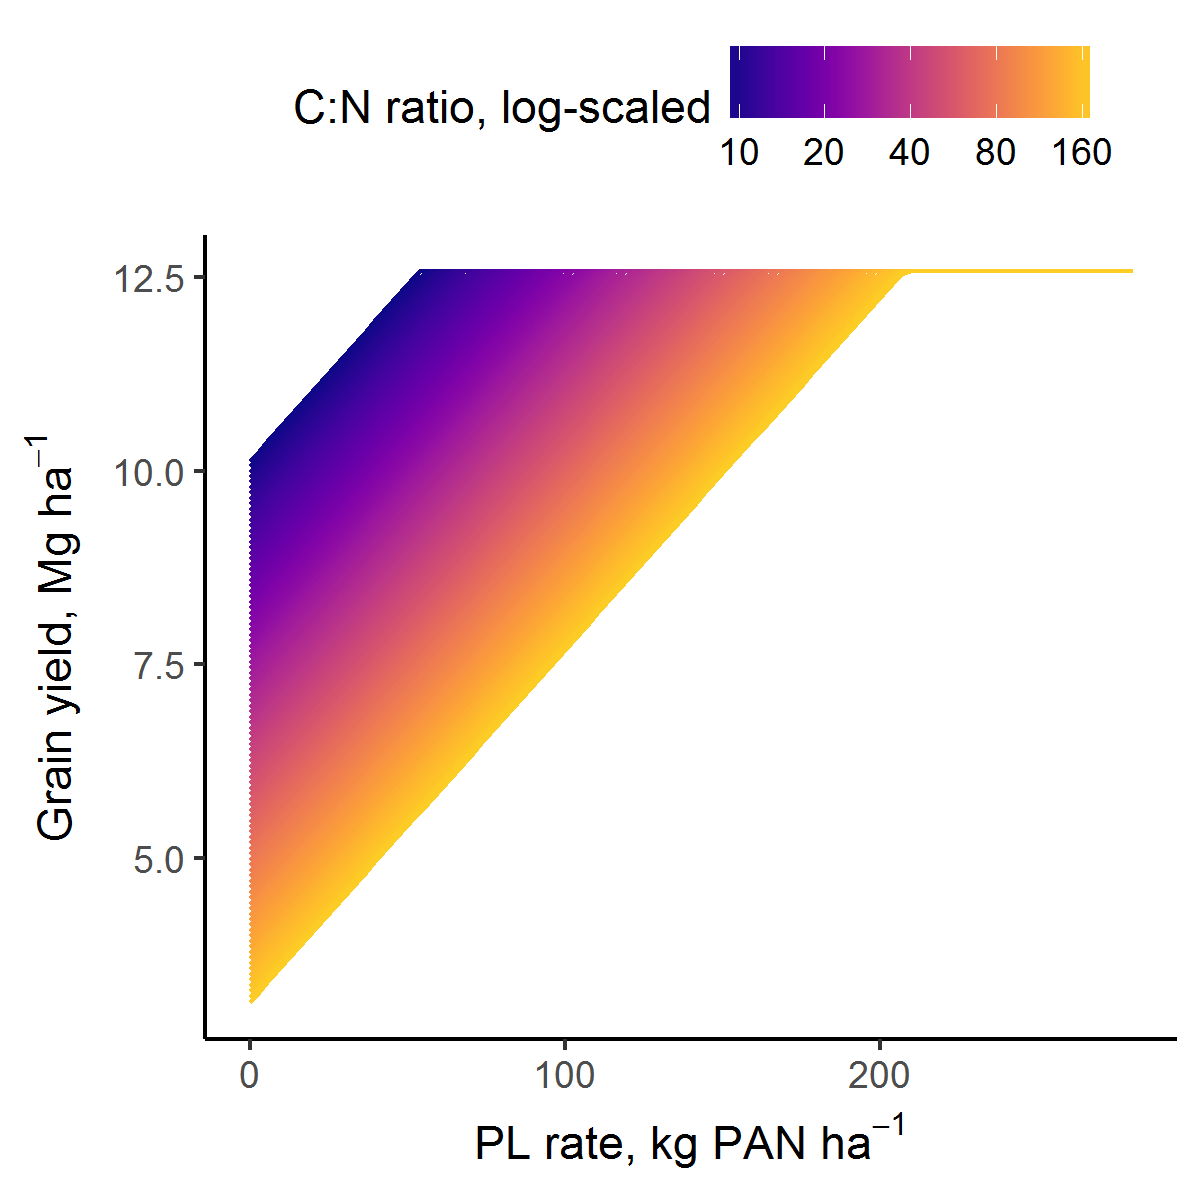 C:N ratio, log-scaled
10 20 40 80 160
12.5
10.0
7.5
5.0
Grain yield, Mg ha⁻¹
0 100 200
PL rate, kg PAN ha⁻¹